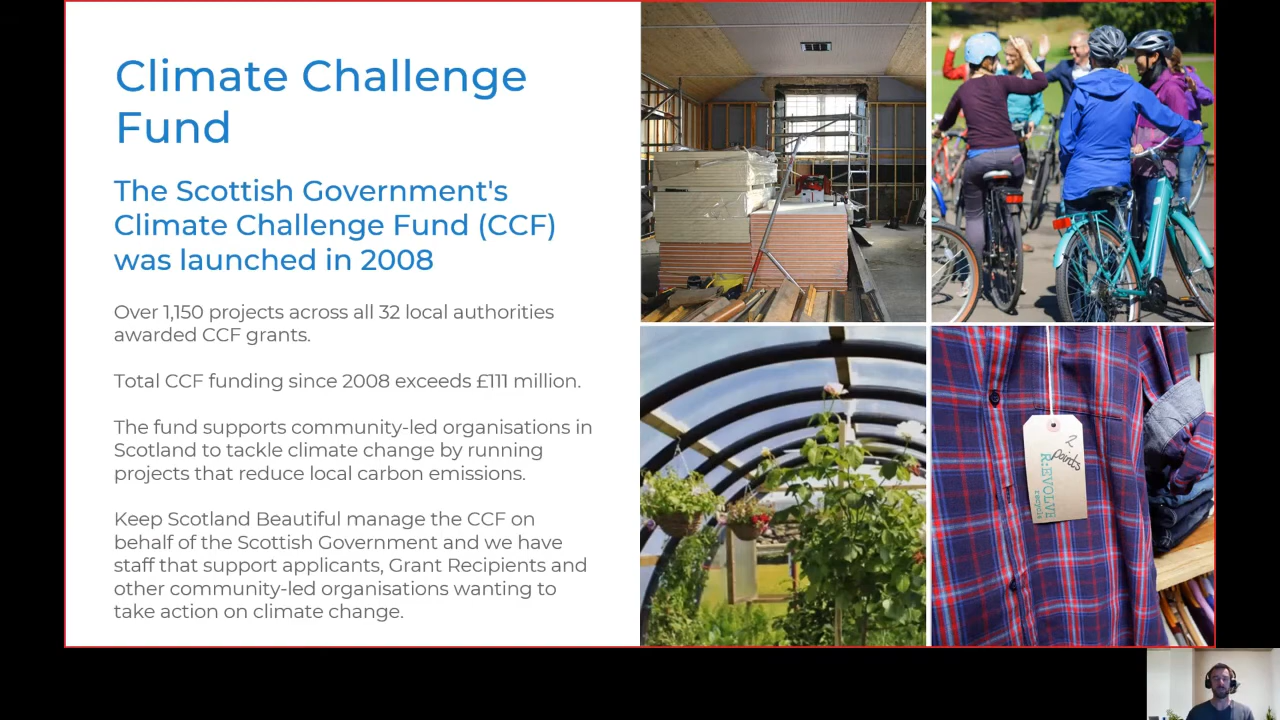 Climate Challenge
Fund
The Scottish Government's
Climate Challenge Fund (CCF)
was launched in 2008
Over 1,150 projects across all 32 local authorities
awarded CCF grants.
Total CCF funding since 2008 exceeds £111 million.
The fund supports community-led organisations in
Scotland to tackle climate change by running
projects that reduce local carbon emissions.
Keep Scotland Beautiful manage the CCF on
behalf of the Scottish Government and we have
staff that support applicants, Grant Recipients and
other community-led organisations wanting to
take action on climate change.
2
points
R:EVOLVE
recycle